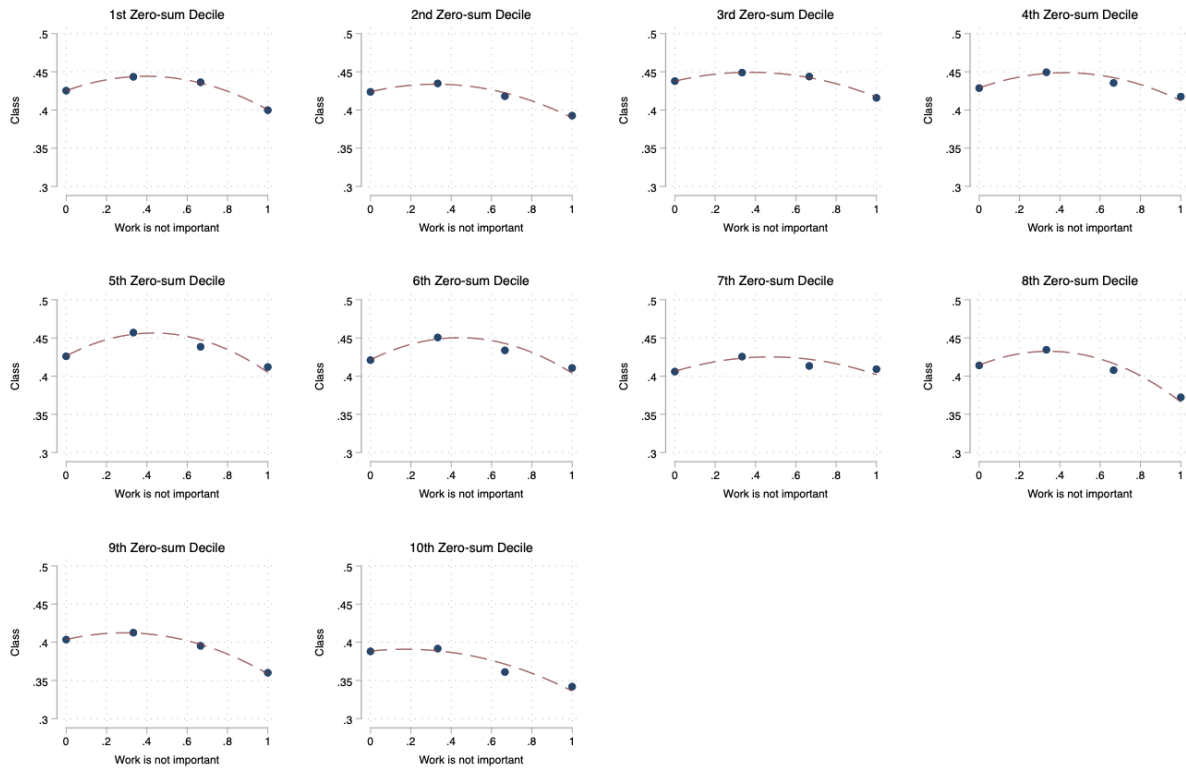 1st Zero-sum Decile
.5
.45
.4
.35
.3
Class
0 .2 .4 .6 .8 1
Work is not important
2nd Zero-sum Decile
.5
.45
.4
.35
.3
Class
0 .2 .4 .6 .8 1
Work is not important
3rd Zero-sum Decile
.5
.45
.4
.35
.3
Class
0 .2 .4 .6 .8 1
Work is not important
4th Zero-sum Decile
.5
.45
.4
.35
.3
Class
0 .2 .4 .6 .8 1
Work is not important
5th Zero-sum Decile
.5
.45
.4
.35
.3
Class
0 .2 .4 .6 .8 1
Work is not important
6th Zero-sum Decile
.5
.45
.4
.35
.3
Class
0 .2 .4 .6 .8 1
Work is not important
7th Zero-sum Decile
.5
.45
.4
.35
.3
Class
0 .2 .4 .6 .8 1
Work is not important
8th Zero-sum Decile
.5
.45
.4
.35
.3
Class
0 .2 .4 .6 .8 1
Work is not important
9th Zero-sum Decile
.5
.45
.4
.35
.3
Class
0 .2 .4 .6 .8 1
Work is not important
10th Zero-sum Decile
.5
.45
.4
.35
.3
Class
0 .2 .4 .6 .8 1
Work is not important